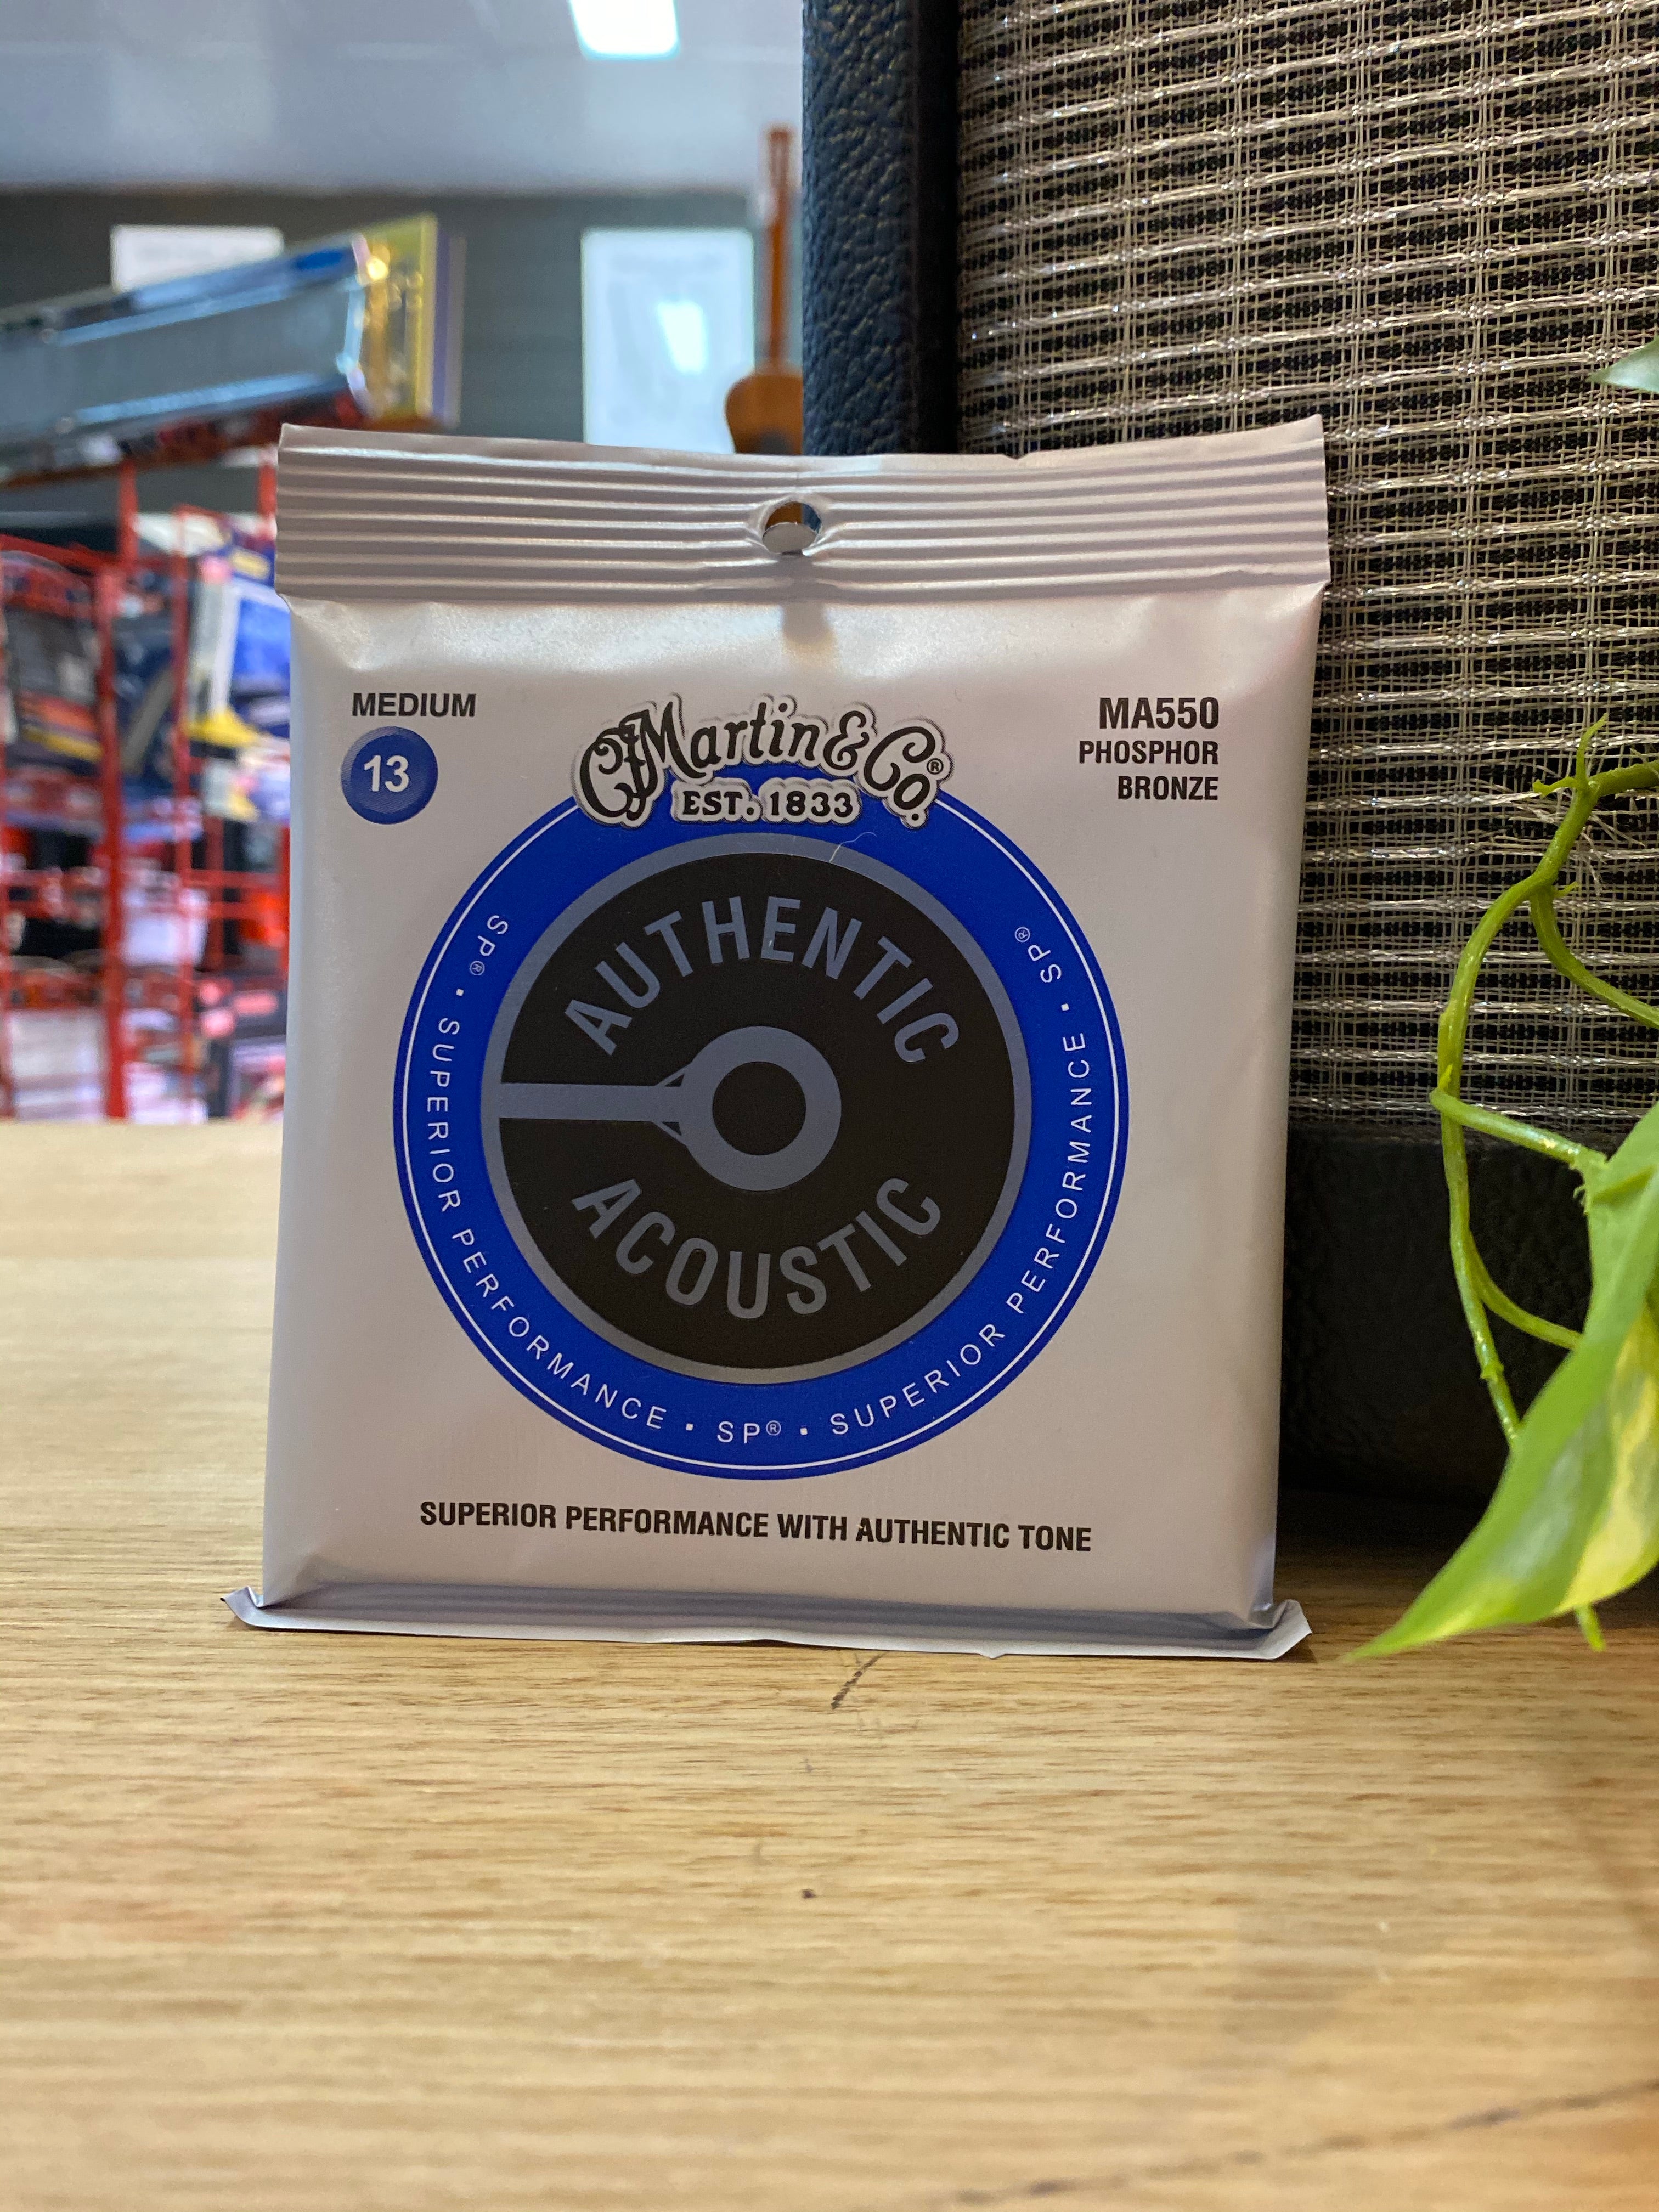 MEDIUM
13
CFMartin & Co.®
EST. 1833
MA550
PHOSPHOR
BRONZE
AUTHENTIC
ACOUSTIC
SP® • SUPERIOR PERFORMANCE • SP® • SUPERIOR PERFORMANCE • SP®
SUPERIOR PERFORMANCE WITH AUTHENTIC TONE